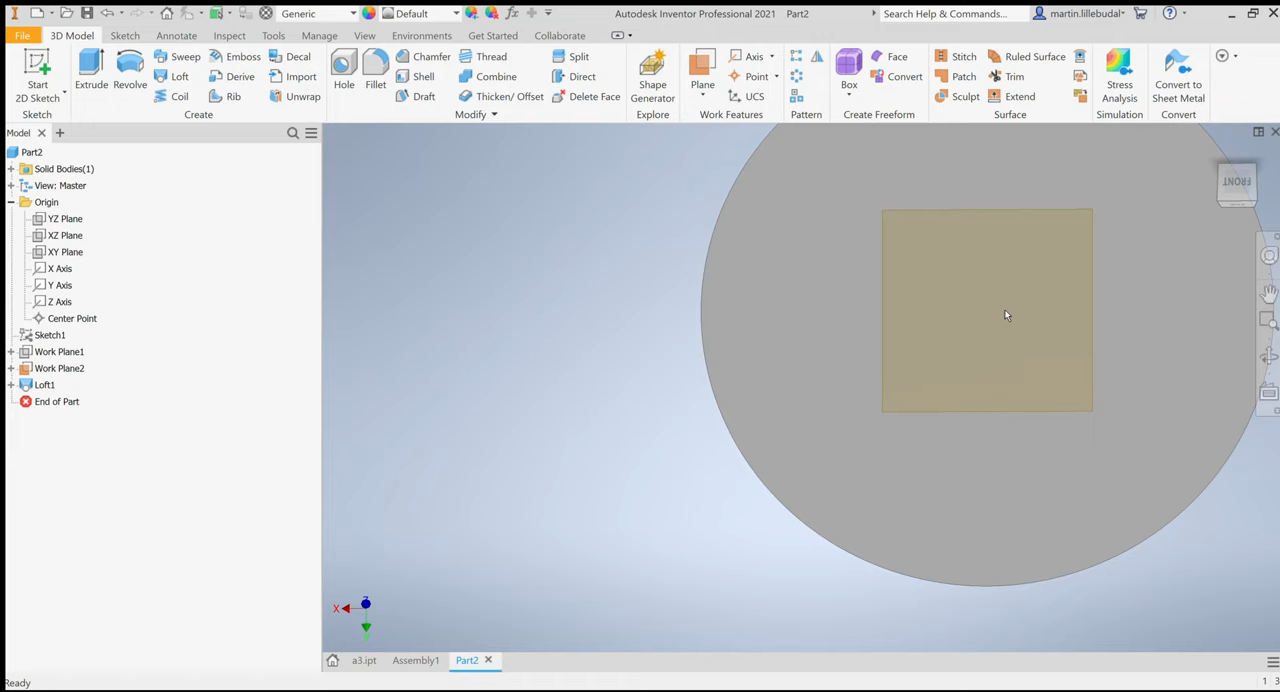 Generic Default Autodesk Inventor Professional 2021 Part2 Search Help & Commands... martin.lillebudal
File 3D Model Sketch Annotate Inspect Tools Manage View Environments Get Started Collaborate
Start
2D Sketch
Extrude Revolve
Sweep Emboss Decal
Loft Derive Import
Coil Rib Unwrap
Hole Fillet
Chamfer Thread Split
Shell Combine Direct
Draft Thicken/ Offset Delete Face
Shape
Generator
Plane
Axis
Point
UCS
Box
Face
Convert
Stitch Ruled Surface
Patch Trim
Sculpt Extend
Stress
Analysis
Convert to
Sheet Metal
Sketch Create Modify Explore Work Features Pattern Create Freeform Surface Simulation Convert
Model
Part2
Solid Bodies(1)
View: Master
Origin
YZ Plane
XZ Plane
XY Plane
X Axis
Y Axis
Z Axis
Center Point
Sketch1
Work Plane1
Work Plane2
Loft1
End of Part
FRONT
Z
X
a3.ipt Assembly1 Part2
Ready 1 3